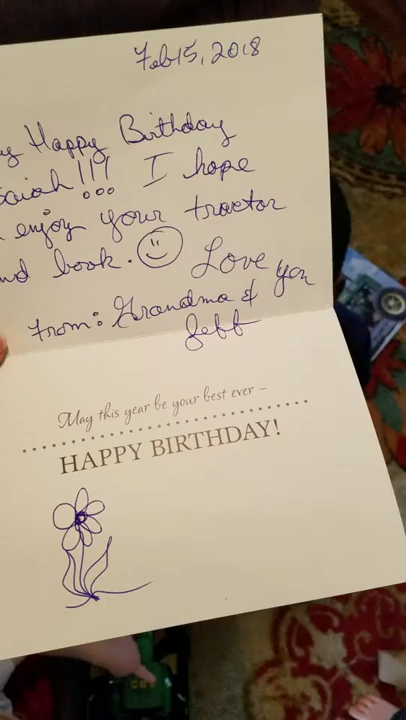 Feb 15, 2018
Happy Birthday
!!! I hope
enjoy your tractor
book. Love you
From: Grandma &
Jeff
May this year be your best ever –
HAPPY BIRTHDAY!